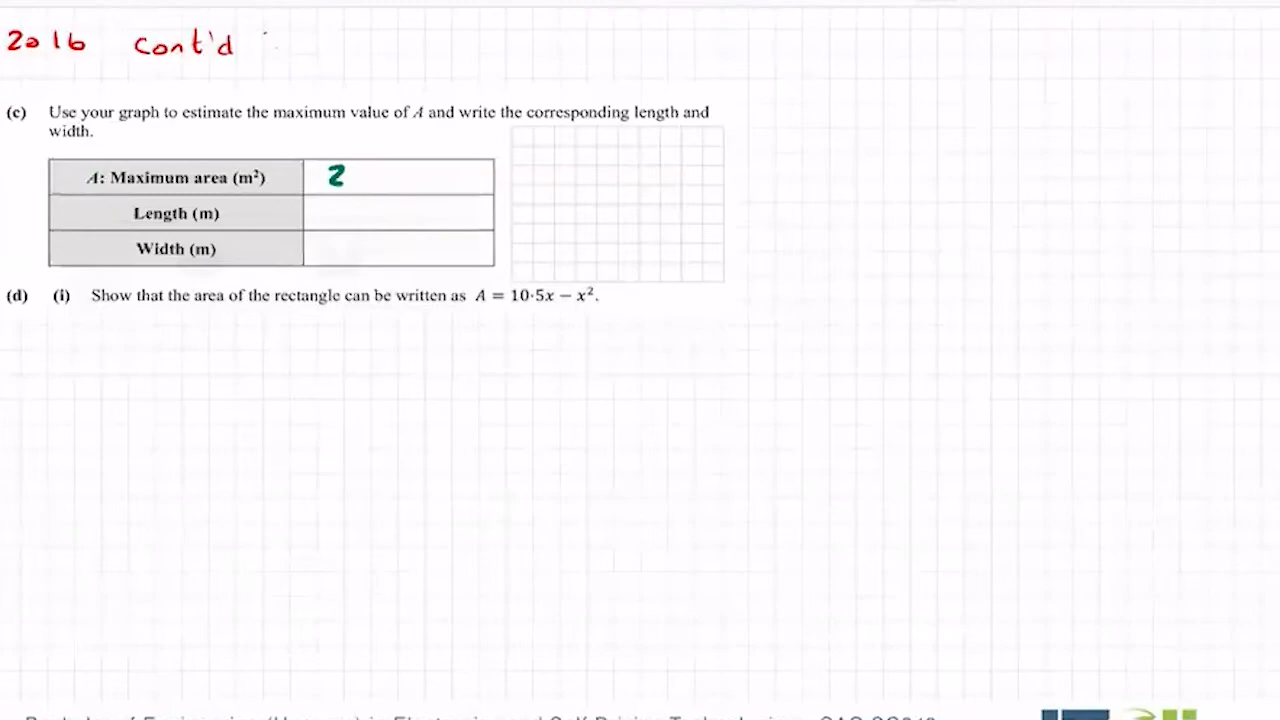 2016 Cont'd
(c) Use your graph to estimate the maximum value of A and write the corresponding length and
width.
A: Maximum area (m²) 2
Length (m)
Width (m)
(d) (i) Show that the area of the rectangle can be written as A = 10·5x − x².